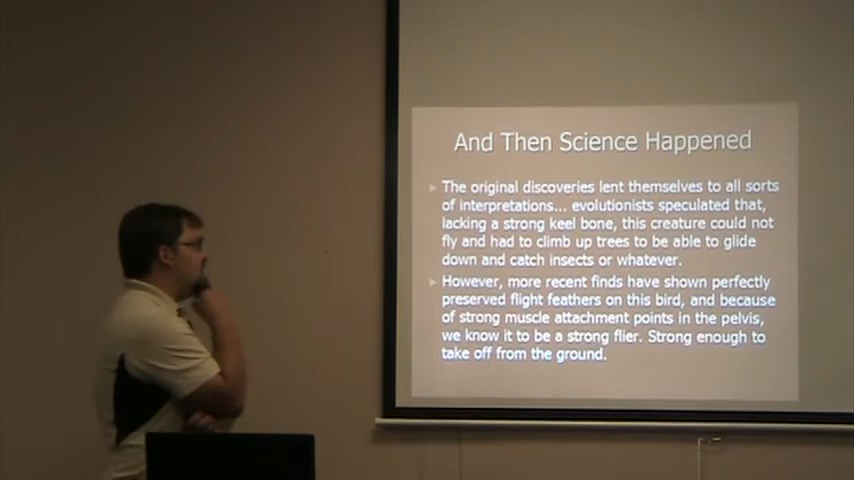 And Then Science Happened
The original discoveries lent themselves to all sorts
of interpretations... evolutionists speculated that,
lacking a strong keel bone, this creature could not
fly and had to climb up trees to be able to glide
down and catch insects or whatever.
However, more recent finds have shown perfectly
preserved flight feathers on this bird, and because
of strong muscle attachment points in the pelvis,
we know it to be a strong flier. Strong enough to
take off from the ground.